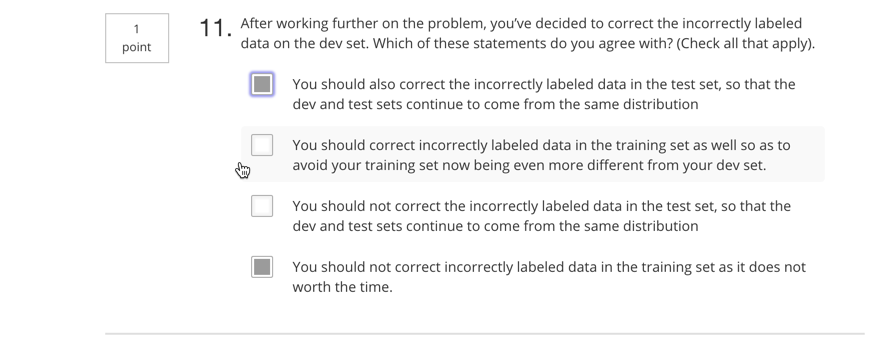 1
point
11. After working further on the problem, you’ve decided to correct the incorrectly labeled
data on the dev set. Which of these statements do you agree with? (Check all that apply).
You should also correct the incorrectly labeled data in the test set, so that the
dev and test sets continue to come from the same distribution
You should correct incorrectly labeled data in the training set as well so as to
avoid your training set now being even more different from your dev set.
You should not correct the incorrectly labeled data in the test set, so that the
dev and test sets continue to come from the same distribution
You should not correct incorrectly labeled data in the training set as it does not
worth the time.